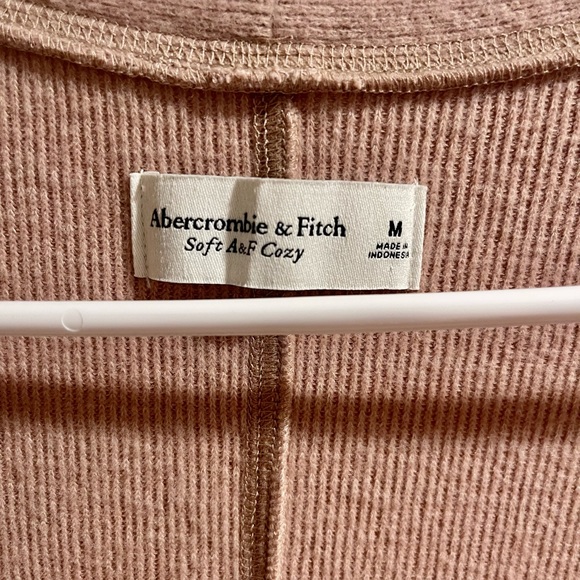 Abercrombie & Fitch
Soft A&F Cozy
M
MADE IN
INDONESIA